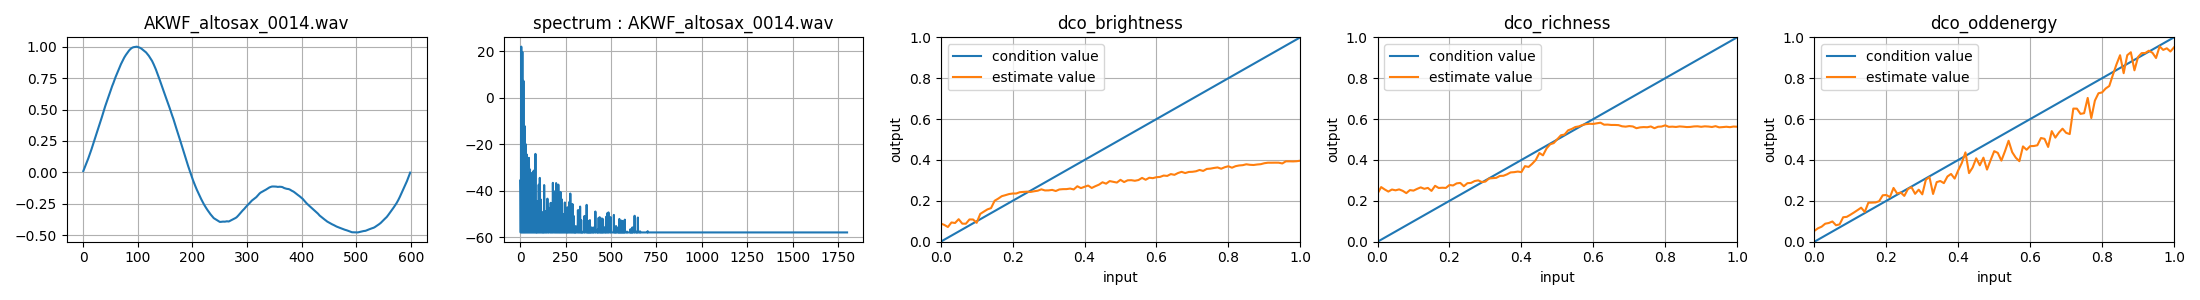 AKWF_altosax_0014.wav
1.00
0.75
0.50
0.25
0.00
−0.25
−0.50
0 100 200 300 400 500 600
spectrum : AKWF_altosax_0014.wav
20
0
−20
−40
−60
0 250 500 750 1000 1250 1500 1750
dco_brightness
condition value
estimate value
output
1.0
0.8
0.6
0.4
0.2
0.0
0.0 0.2 0.4 0.6 0.8 1.0
input
dco_richness
condition value
estimate value
output
1.0
0.8
0.6
0.4
0.2
0.0
0.0 0.2 0.4 0.6 0.8 1.0
input
dco_oddenergy
condition value
estimate value
output
1.0
0.8
0.6
0.4
0.2
0.0
0.0 0.2 0.4 0.6 0.8 1.0
input